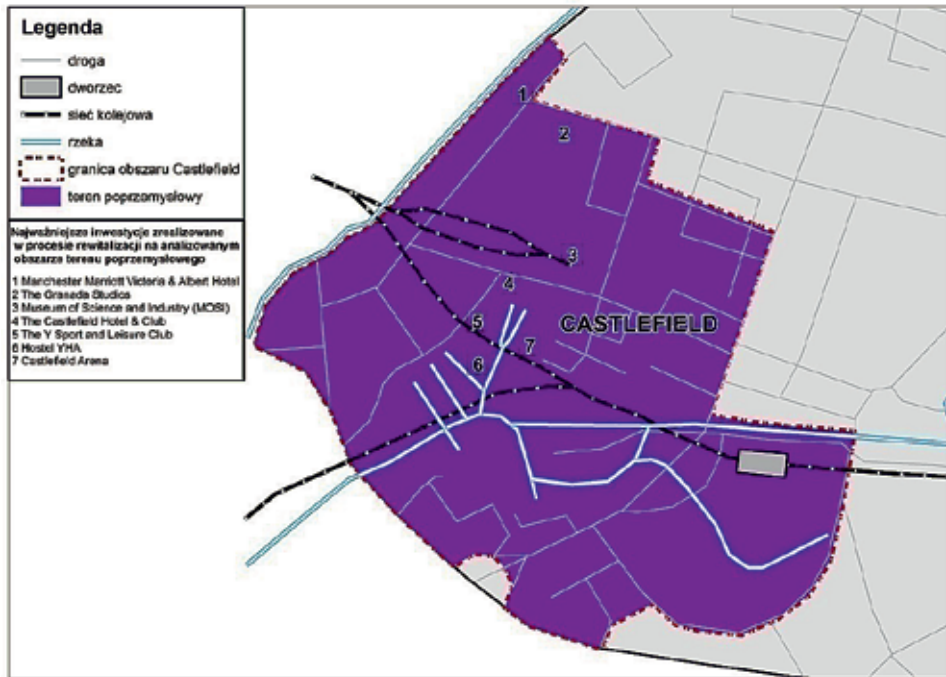 Legenda
droga
dworzec
sieć kolejowa
rzeka
granica obszaru Castlefield
teren poprzemysłowy
Najważniejsze inwestycje zrealizowane
w procesie rewitalizacji na analizowanym
obszarze terenu poprzemysłowego
1 Manchester Marriott Victoria & Albert Hotel
2 The Granada Studios
3 Museum of Science and Industry (MOSI)
4 The Castlefield Hotel & Club
5 The Y Sport and Leisure Club
6 Hostel YHA
7 Castlefield Arena
1
2
3
4
5
CASTLEFIELD
7
6